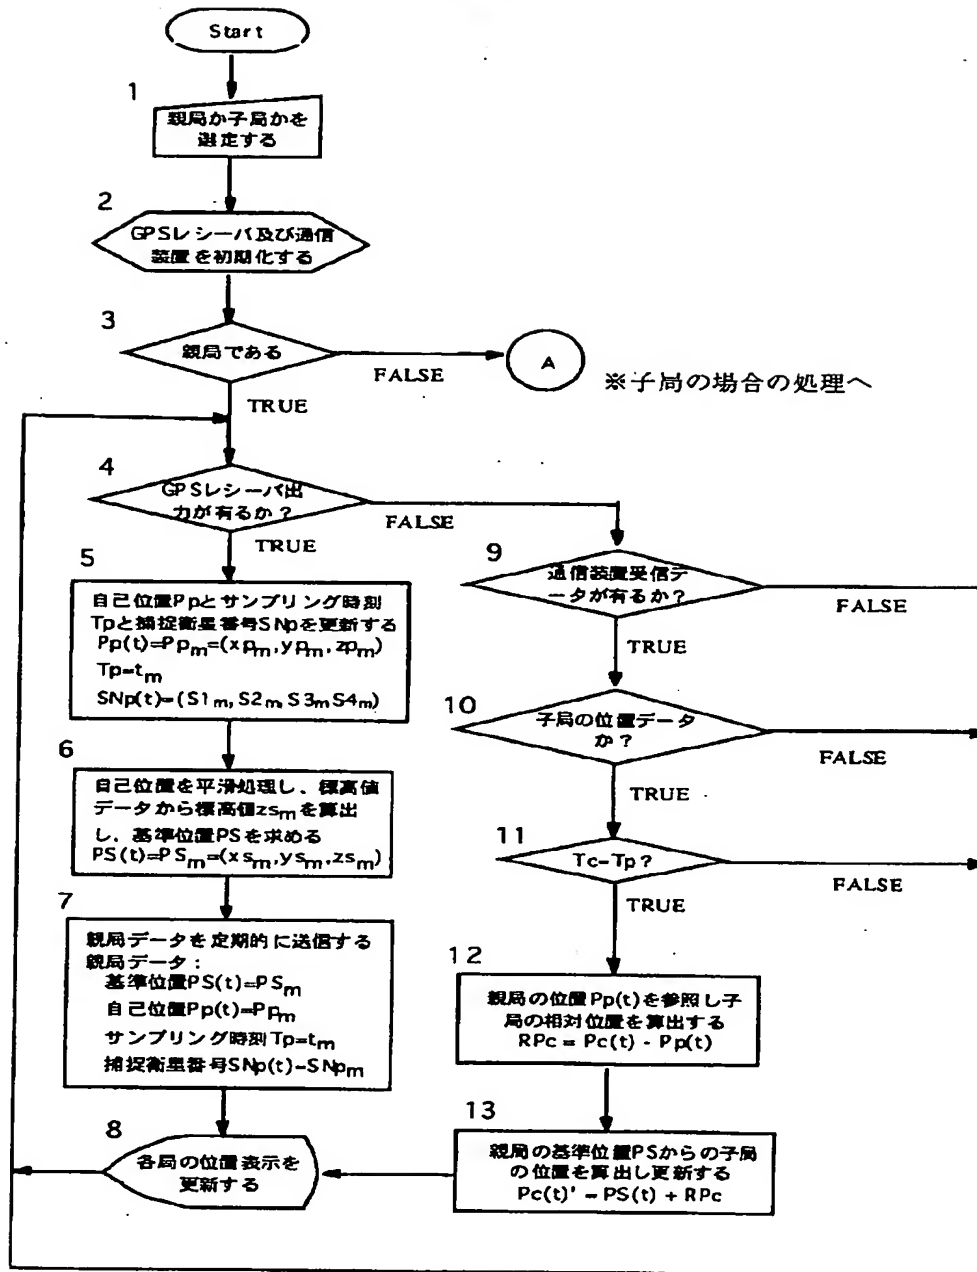 Start
1
親局か子局かを
選定する
2
GPSレシーバ及び通信
装置を初期化する
3
親局である
FALSE
A
※子局の場合の処理へ
TRUE
4
GPSレシーバ出
力が有るか？
FALSE
TRUE
5
自己位置Ppとサンプリング時刻
Tpと捕捉衛星番号SNpを更新する
Pp(t)=Ppm=(xpm,ypm,zpm)
Tp=tm
SNp(t)=(S1m,S2m,S3mS4m)
6
自己位置を平滑処理し、標高値
データから標高値zsmを算出
し、基準位置PSを求める
PS(t)=PSm=(xsm,ysm,zsm)
7
親局データを定期的に送信する
親局データ：
基準位置PS(t)=PSm
自己位置Pp(t)=Ppm
サンプリング時刻Tp=tm
捕捉衛星番号SNp(t)=SNpm
8
各局の位置表示を
更新する
9
通信装置受信デ
ータが有るか？
FALSE
TRUE
10
子局の位置データ
か？
FALSE
TRUE
11
Tc=Tp？
FALSE
TRUE
12
親局の位置Pp(t)を参照し子
局の相対位置を算出する
RPc = Pc(t) - Pp(t)
13
親局の基準位置PSからの子局
の位置を算出し更新する
Pc(t)' = PS(t) + RPc